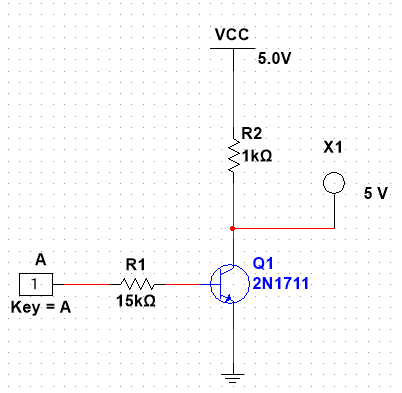 VCC
5.0V
R2
1kΩ
X1
5 V
A
1
Key = A
R1
15kΩ
Q1
2N1711